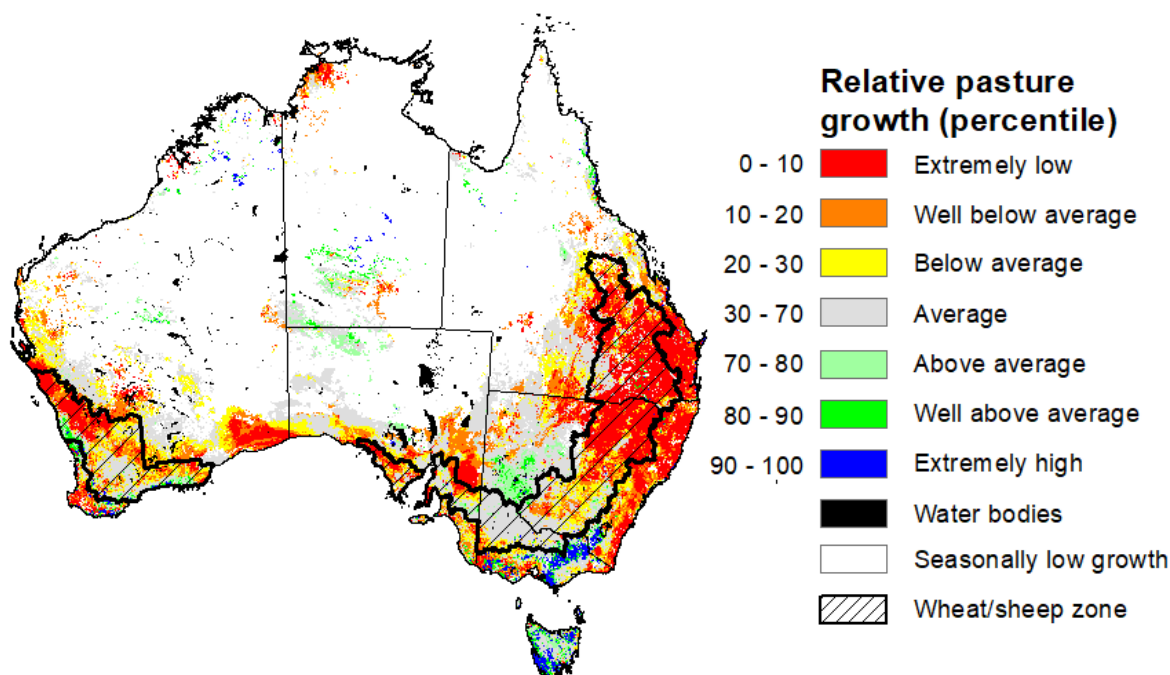 Relative pasture
growth (percentile)
0 - 10 Extremely low
10 - 20 Well below average
20 - 30 Below average
30 - 70 Average
70 - 80 Above average
80 - 90 Well above average
90 - 100 Extremely high
Water bodies
Seasonally low growth
Wheat/sheep zone